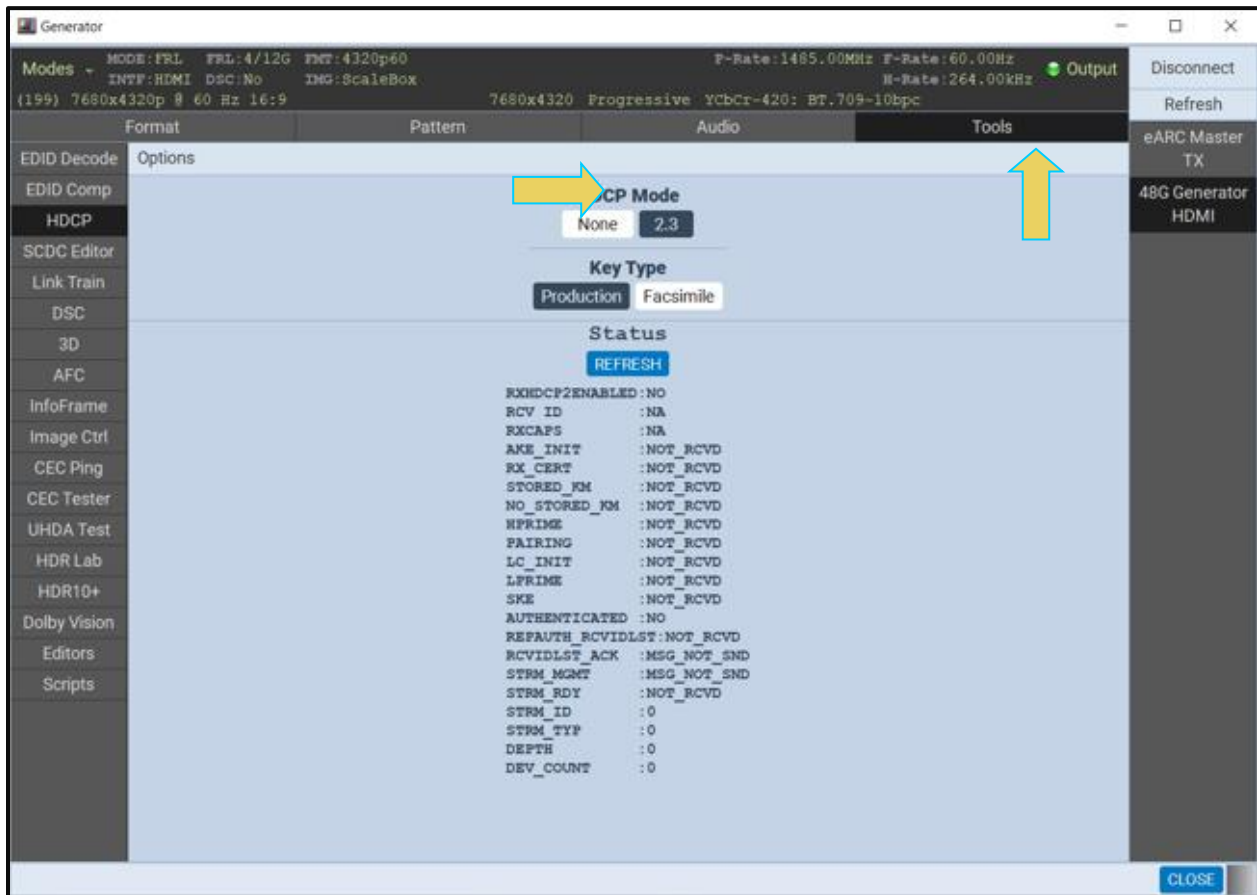 Generator
Modes
MODE:FRL FRL:4/12G FMT:4320p60 P-Rate:1485.00MHz F-Rate:60.00Hz
INTF:HDMI DSC:No IMG:ScaleBox H-Rate:264.00kHz
Output
(199) 7680x4320p @ 60 Hz 16:9 7680x4320 Progressive YCbCr-420: BT.709-10bpc
Disconnect
Refresh
Format Pattern Audio Tools
eARC Master
TX
48G Generator
HDMI
EDID Decode
EDID Comp
HDCP
SCDC Editor
Link Train
DSC
3D
AFC
InfoFrame
Image Ctrl
CEC Ping
CEC Tester
UHDA Test
HDR Lab
HDR10+
Dolby Vision
Editors
Scripts
Options
DCP Mode
None 2.3
Key Type
Production Facsimile
Status
REFRESH
RXHDCP2ENABLED:NO
RCV ID :NA
RXCAPS :NA
AKE_INIT :NOT_RCVD
RX_CERT :NOT_RCVD
STORED_KM :NOT_RCVD
NO_STORED_KM :NOT_RCVD
HPRIME :NOT_RCVD
PAIRING :NOT_RCVD
LC_INIT :NOT_RCVD
LPRIME :NOT_RCVD
SKE :NOT_RCVD
AUTHENTICATED :NO
REPAUTH_RCVIDLST:NOT_RCVD
RCVIDLST_ACK :MSG_NOT_SND
STRM_MGMT :MSG_NOT_SND
STRM_RDY :NOT_RCVD
STRM_ID :0
STRM_TYP :0
DEPTH :0
DEV_COUNT :0
CLOSE